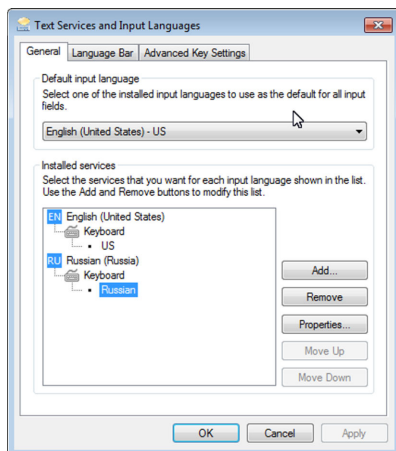 Text Services and Input Languages
General
Language Bar
Advanced Key Settings
Default input language
Select one of the installed input languages to use as the default for all input
fields.
English (United States) - US
Installed services
Select the services that you want for each input language shown in the list.
Use the Add and Remove buttons to modify this list.
EN English (United States)
Keyboard
US
RU Russian (Russia)
Keyboard
Russian
Add...
Remove
Properties...
Move Up
Move Down
OK
Cancel
Apply